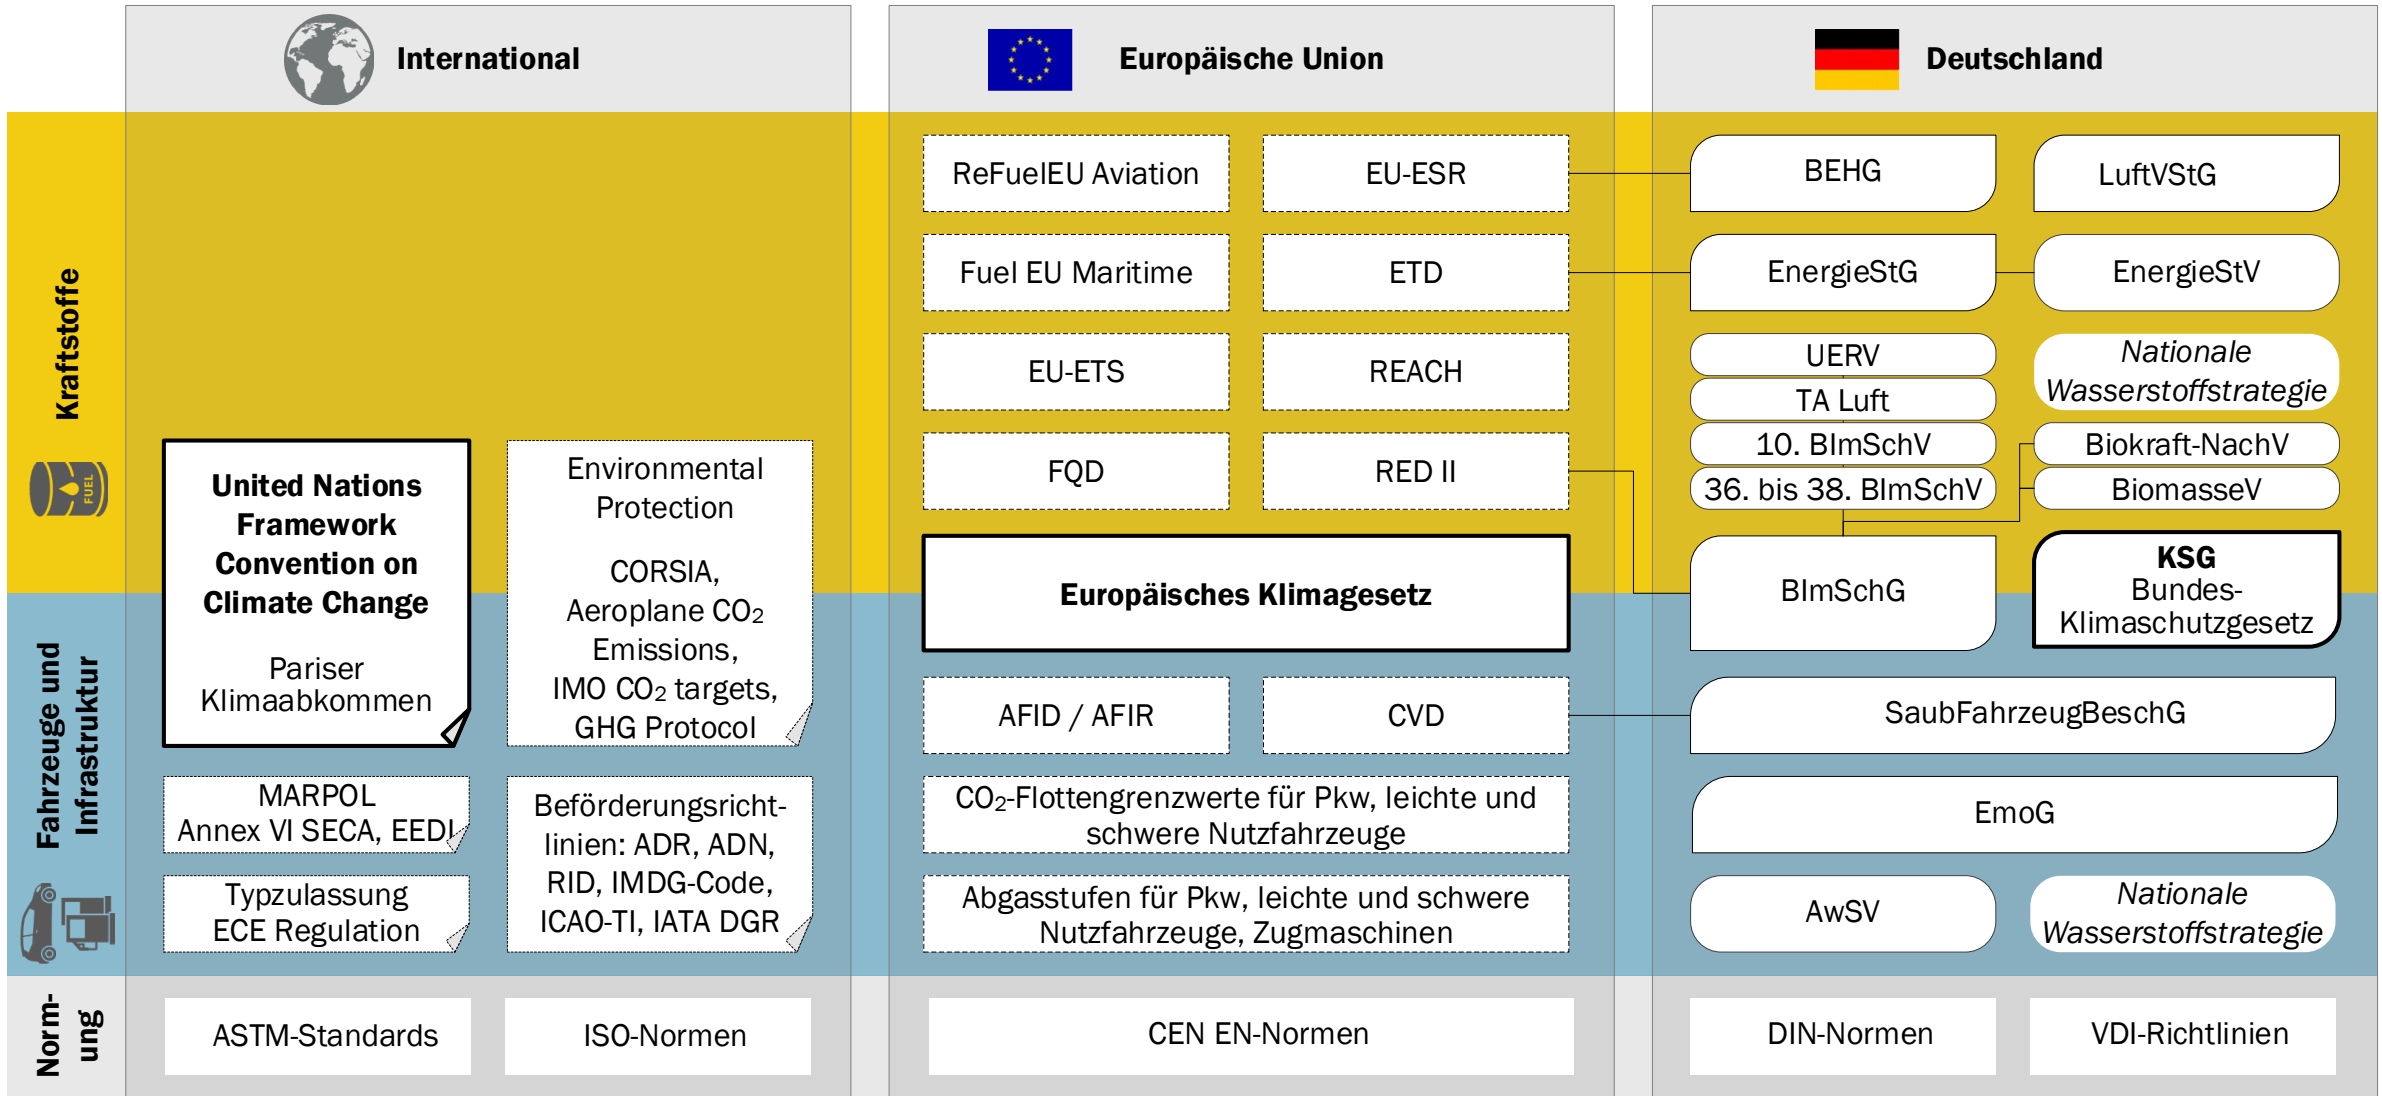 International
Europäische Union
Deutschland
Kraftstoffe
FUEL
United Nations
Framework
Convention on
Climate Change
Pariser
Klimaabkommen
Environmental
Protection
CORSIA,
Aeroplane CO₂
Emissions,
IMO CO₂ targets,
GHG Protocol
ReFuelEU Aviation
EU-ESR
Fuel EU Maritime
ETD
EU-ETS
REACH
FQD
RED II
Europäisches Klimagesetz
BEHG
LuftVStG
EnergieStG
EnergieStV
UERV
TA Luft
10. BImSchV
36. bis 38. BImSchV
Nationale
Wasserstoffstrategie
Biokraft-NachV
BiomasseV
BImSchG
KSG
Bundes-
Klimaschutzgesetz
Fahrzeuge und
Infrastruktur
MARPOL
Annex VI SECA, EEDI
Typzulassung
ECE Regulation
Beförderungsricht-
linien: ADR, ADN,
RID, IMDG-Code,
ICAO-TI, IATA DGR
AFID / AFIR
CVD
CO₂-Flottengrenzwerte für Pkw, leichte und
schwere Nutzfahrzeuge
Abgasstufen für Pkw, leichte und schwere
Nutzfahrzeuge, Zugmaschinen
SaubFahrzeugBeschG
EmoG
AwSV
Nationale
Wasserstoffstrategie
Norm-
ung
ASTM-Standards
ISO-Normen
CEN EN-Normen
DIN-Normen
VDI-Richtlinien